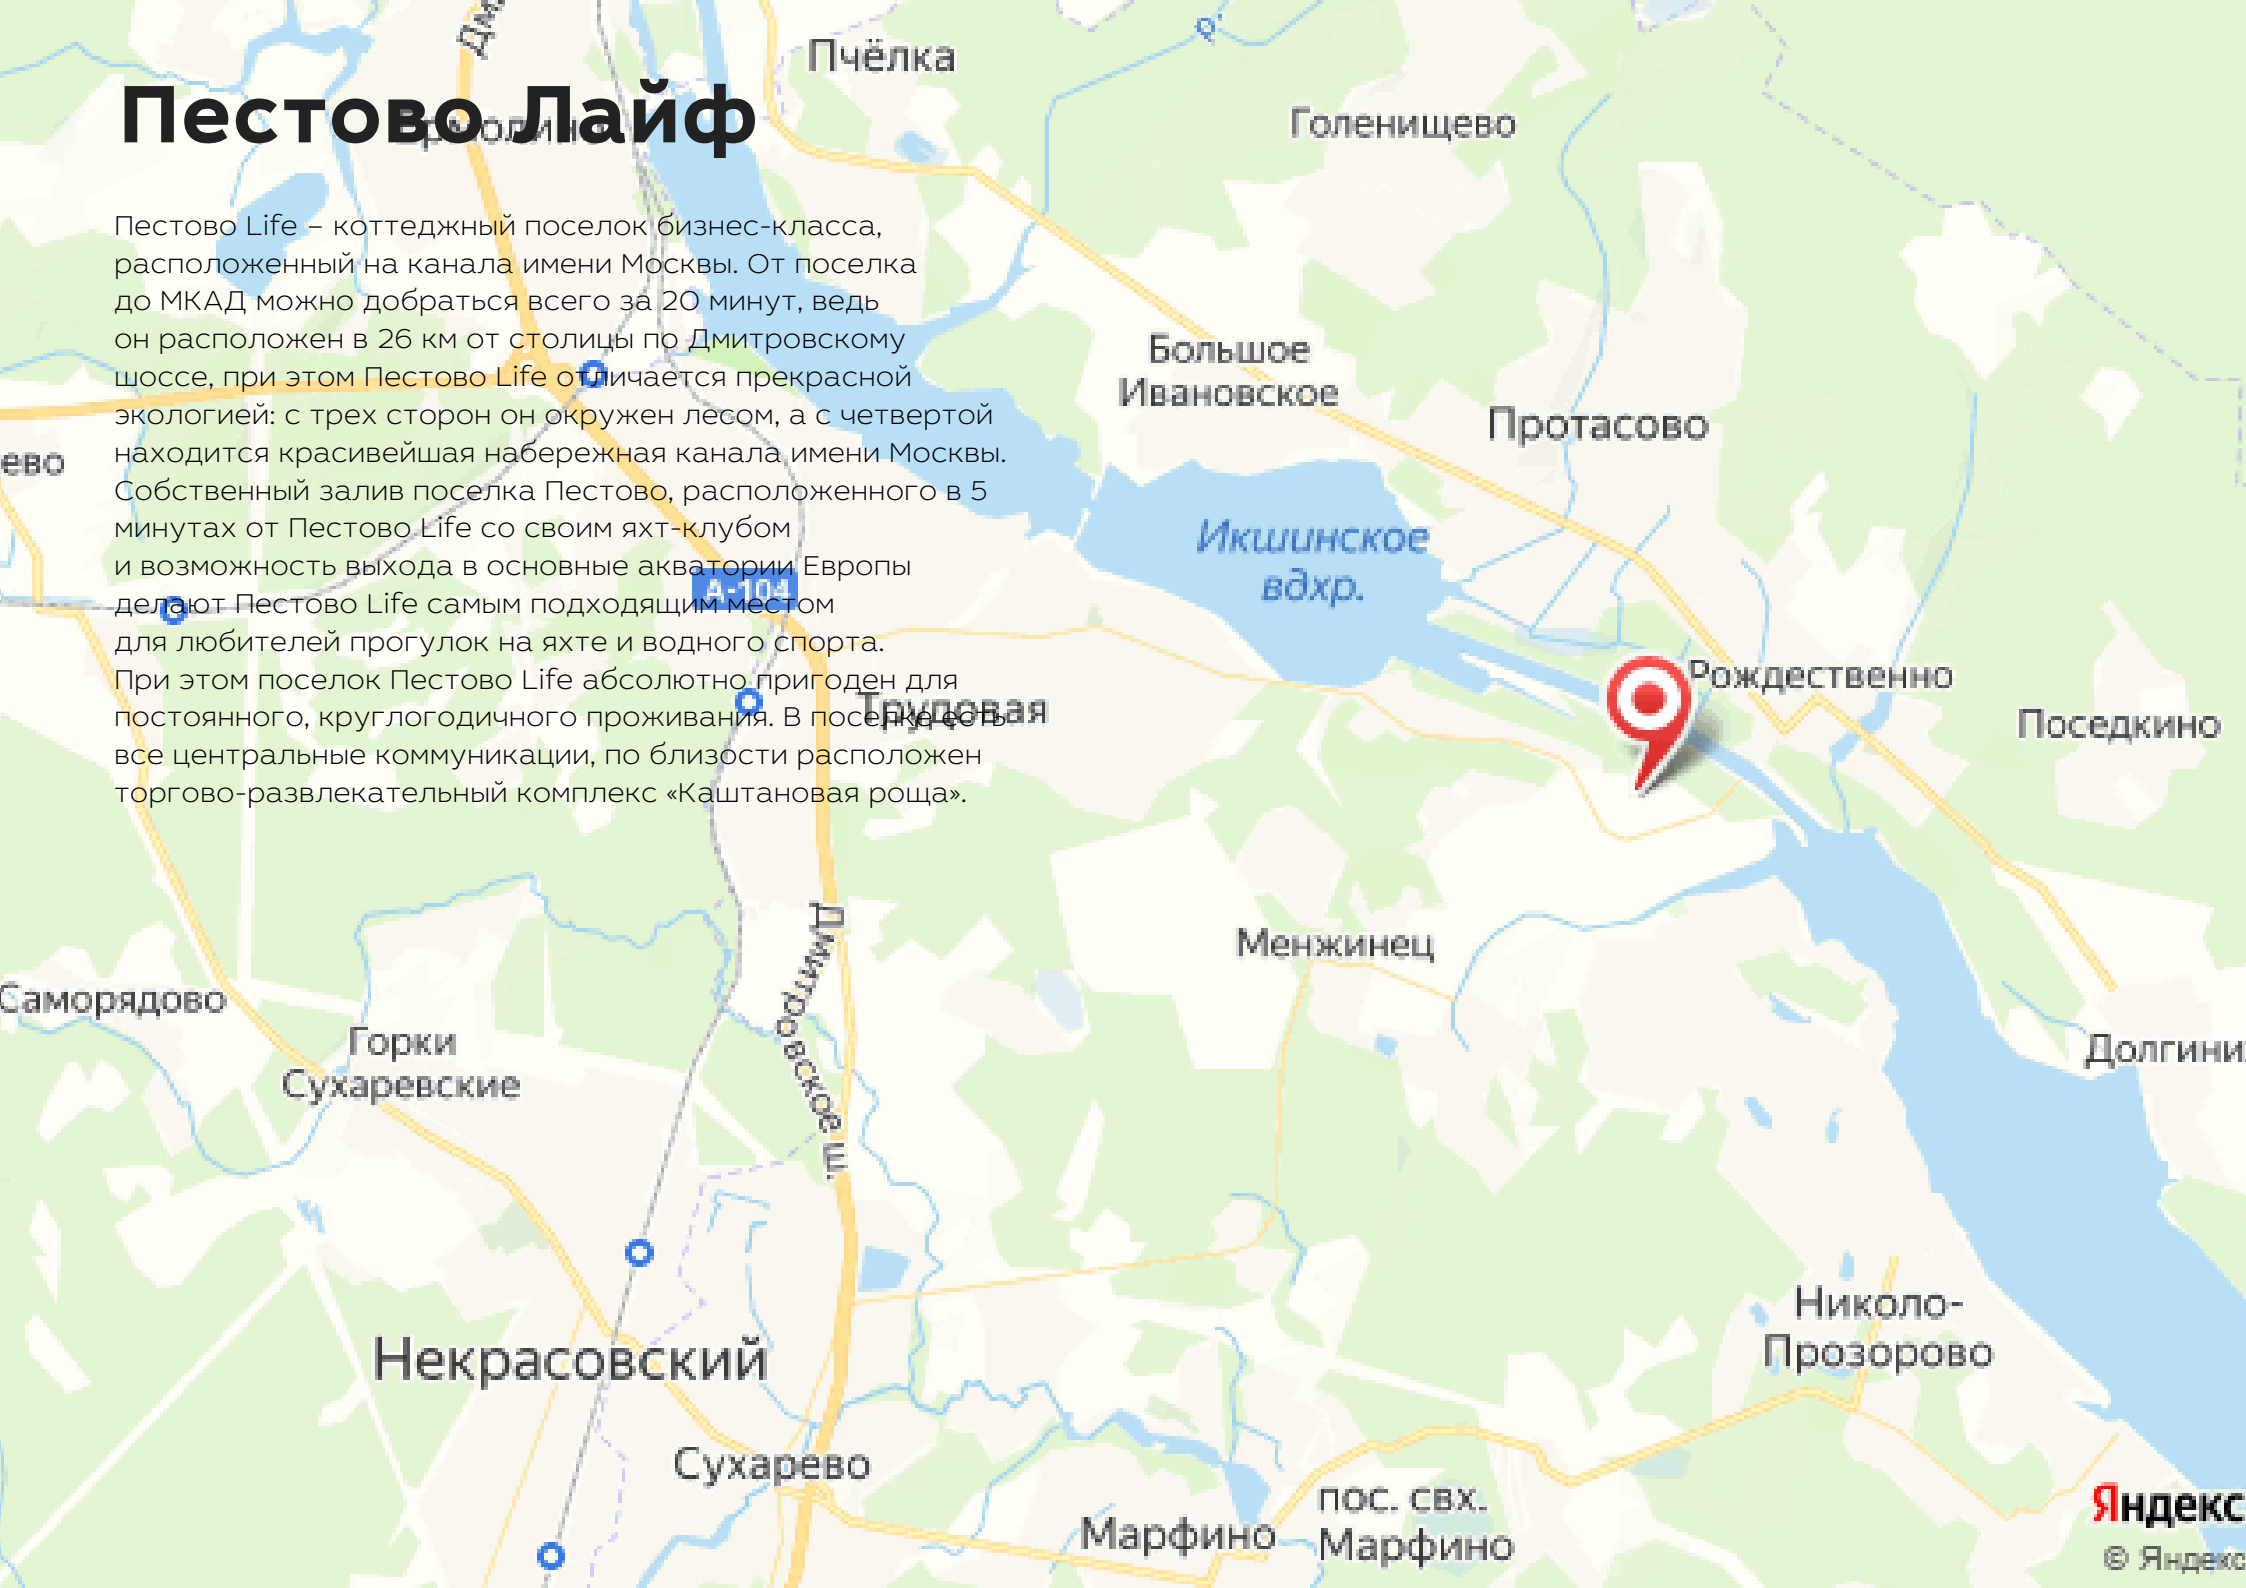 Пестово Лайф
Пестово Life – коттеджный поселок бизнес-класса,
расположенный на канала имени Москвы. От поселка
до МКАД можно добраться всего за 20 минут, ведь
он расположен в 26 км от столицы по Дмитровскому
шоссе, при этом Пестово Life отличается прекрасной
экологией: с трех сторон он окружен лесом, а с четвертой
находится красивейшая набережная канала имени Москвы.
Собственный залив поселка Пестово, расположенного в 5
минутах от Пестово Life со своим яхт-клубом
и возможность выхода в основные акватории Европы
делают Пестово Life самым подходящим местом
для любителей прогулок на яхте и водного спорта.
При этом поселок Пестово Life абсолютно пригоден для
постоянного, круглогодичного проживания. В поселке есть
все центральные коммуникации, по близости расположен
торгово-развлекательный комплекс «Каштановая роща».
Дм
р.
Пчёлка
Голенищево
Большое
Ивановское
Протасово
ево
Икшинское
вдхр.
А-104
Рождественно
Трудовая
Поседкино
Менжинец
Дмитровское ш.
Саморядово
Горки
Сухаревские
Долгини
Николо-
Прозорово
Некрасовский
Сухарево
Марфино
пос. свх.
Марфино
Яндекс
© Яндекс